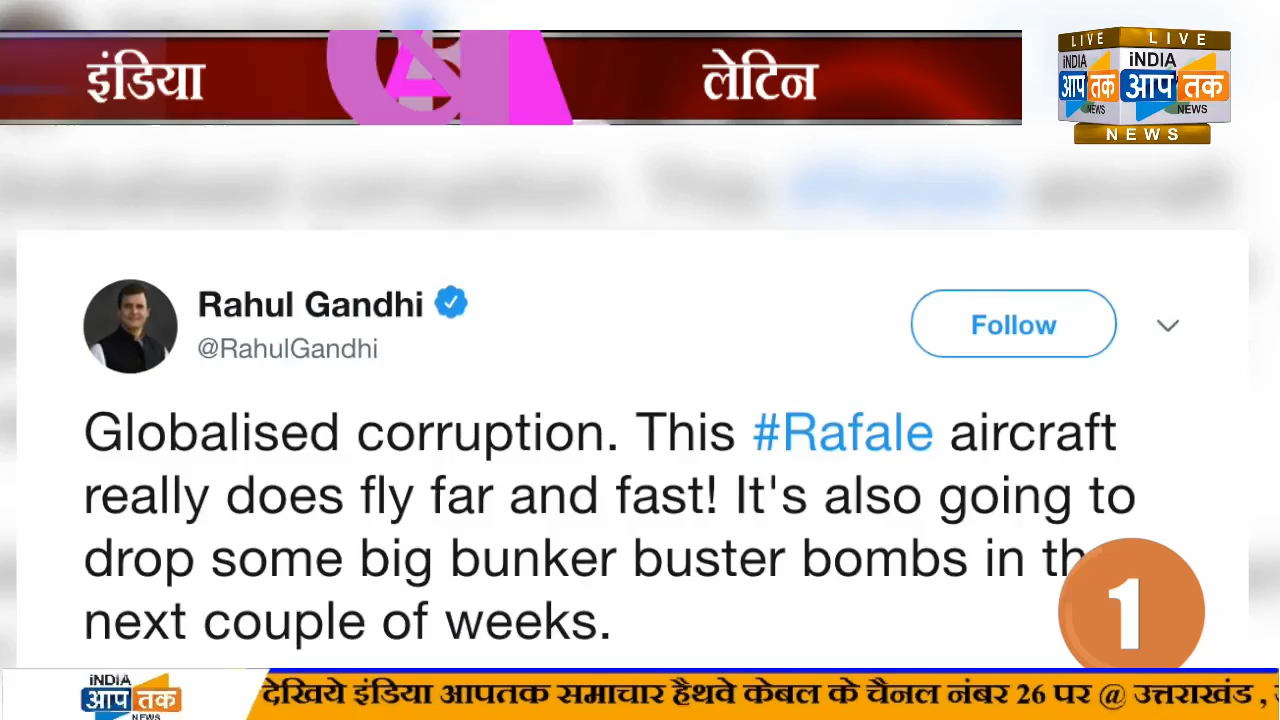 इंडिया
लेटिन
LIVE LIVE
iNDIA iNDIA
आप तक आप तक
NEWS NEWS
NEWS
Rahul Gandhi
@RahulGandhi
Follow
Globalised corruption. This #Rafale aircraft
really does fly far and fast! It's also going to
drop some big bunker buster bombs in th
next couple of weeks.
1
iNDIA
आप तक
NEWS
देखिये इंडिया आपतक समाचार हैथवे केबल के चैनल नंबर 26 पर @ उत्तराखंड ,